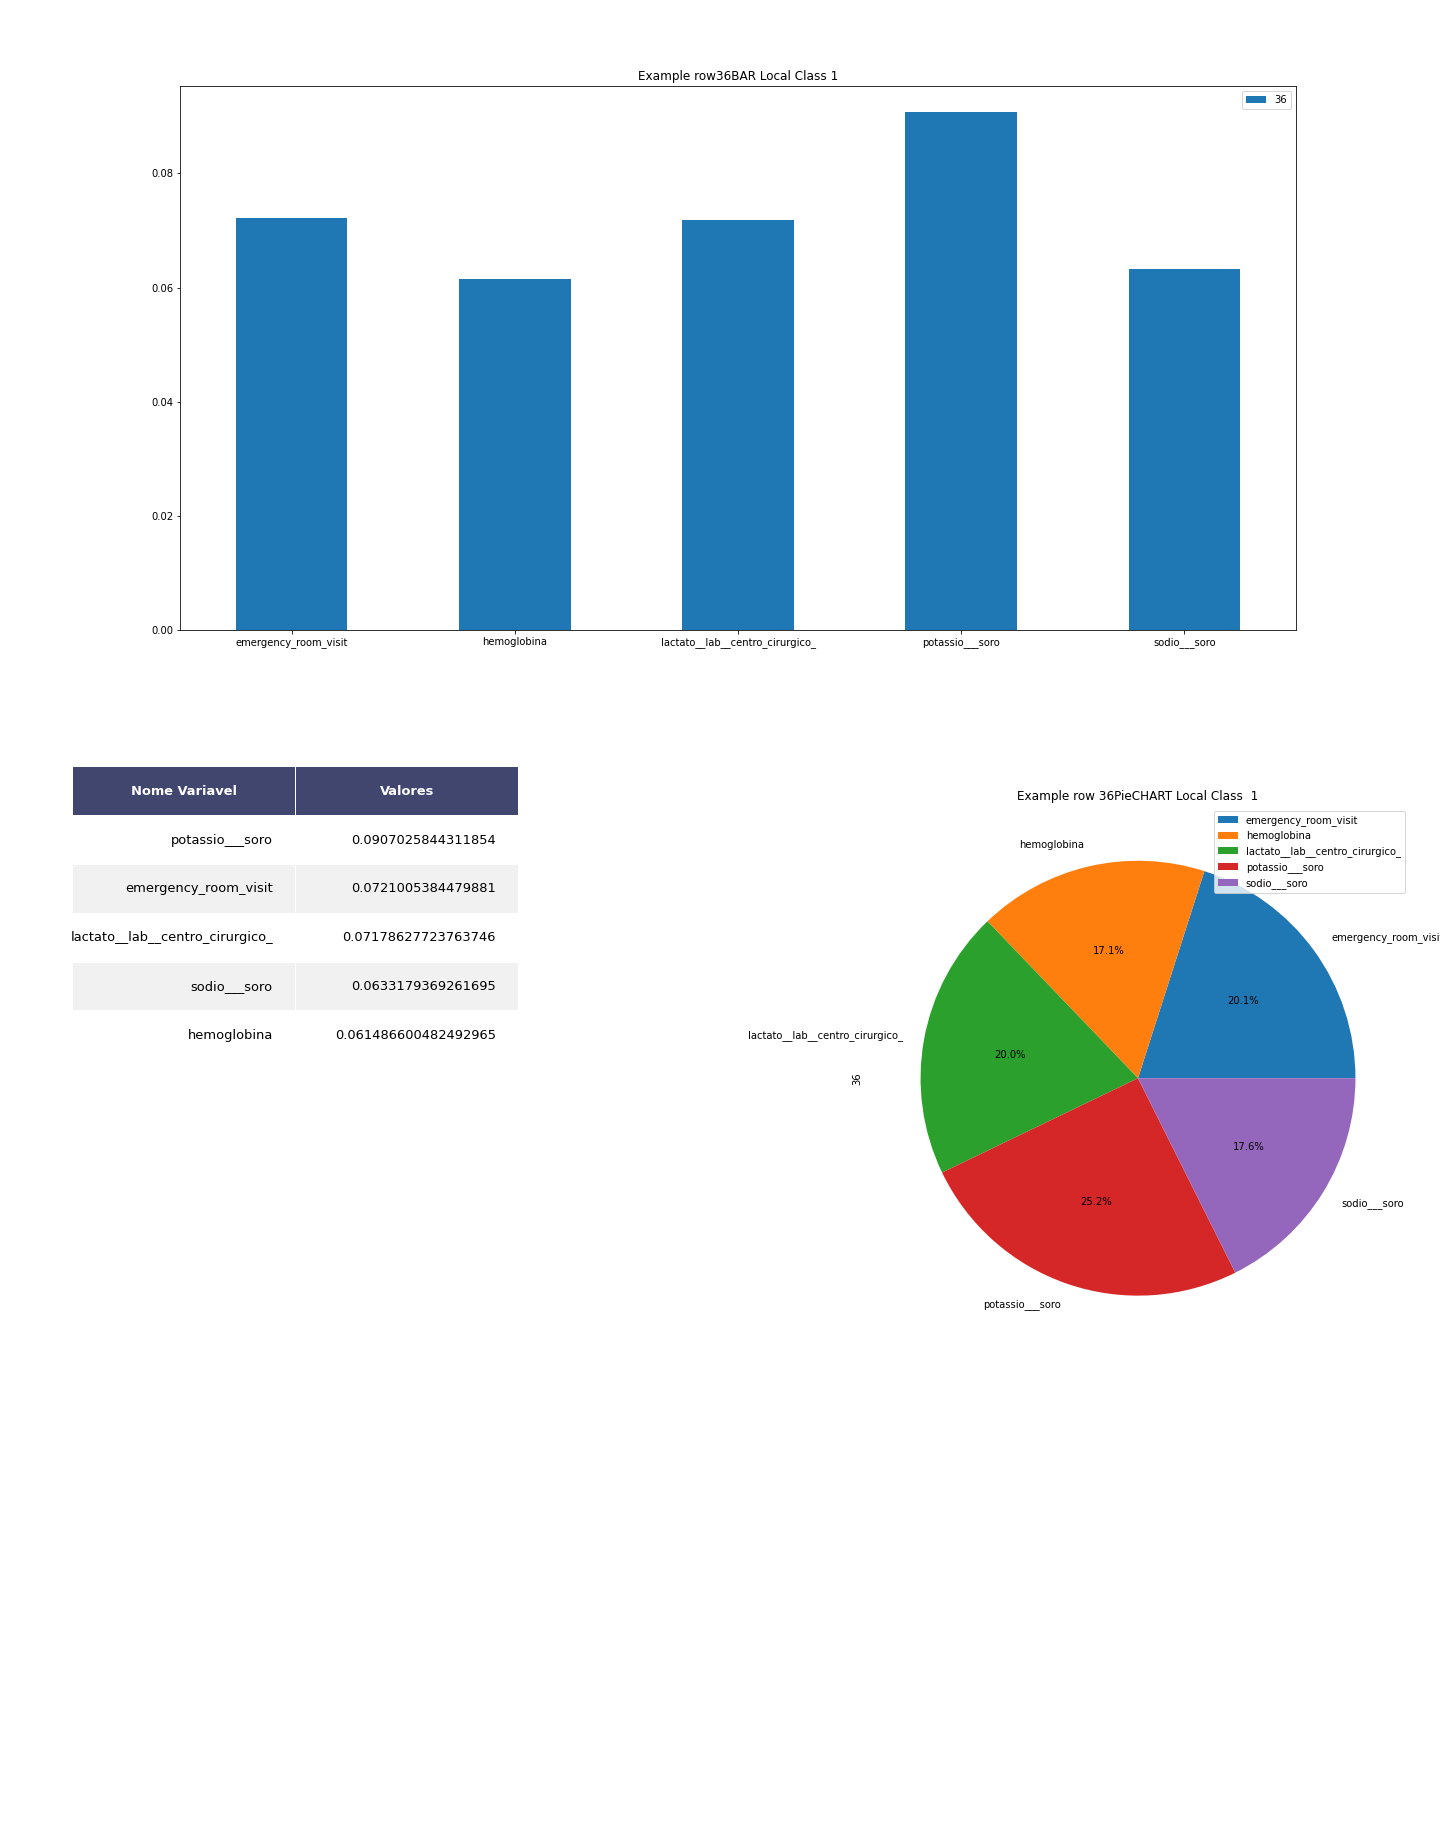 Example row36BAR Local Class 1
36
0.08
0.06
0.04
0.02
0.00
emergency_room_visit
hemoglobina
lactato__lab__centro_cirurgico_
potassio___soro
sodio___soro
Nome Variavel Valores
potassio___soro 0.0907025844311854
emergency_room_visit 0.0721005384479881
lactato__lab__centro_cirurgico_ 0.07178627723763746
sodio___soro 0.0633179369261695
hemoglobina 0.061486600482492965
Example row 36PieCHART Local Class  1
emergency_room_visit
hemoglobina
lactato__lab__centro_cirurgico_
potassio___soro
sodio___soro
hemoglobina
emergency_room_visi
17.1%
20.1%
lactato__lab__centro_cirurgico_
20.0%
36
17.6%
25.2%
sodio___soro
potassio___soro